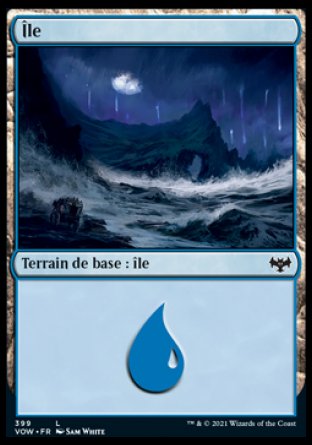 Île
Terrain de base : île
399 L
VOW • FR Sam White ™ & © 2021 Wizards of the Coast